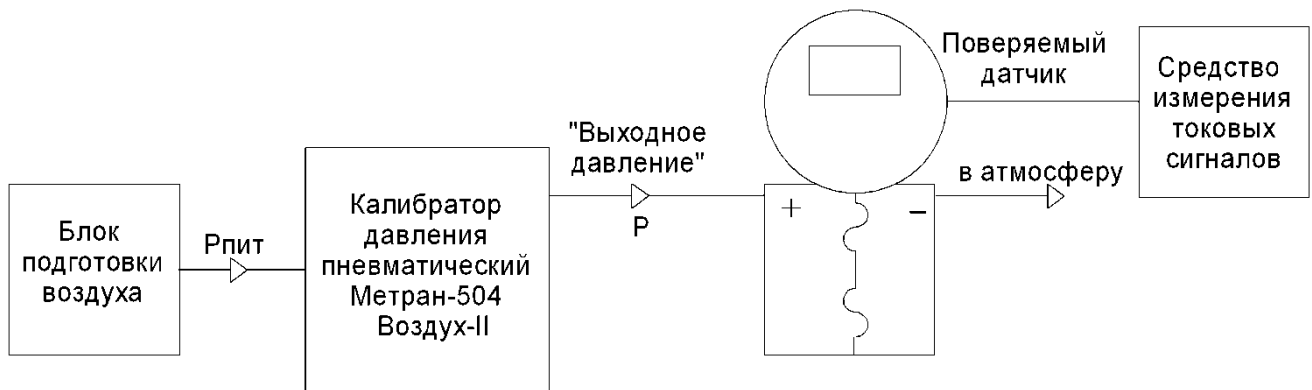 Блок
подготовки
воздуха
Рпит
Калибратор
давления
пневматический
Метран-504
Воздух-II
"Выходное
давление"
Р
+
−
Поверяемый
датчик
в атмосферу
Средство
измерения
токовых
сигналов